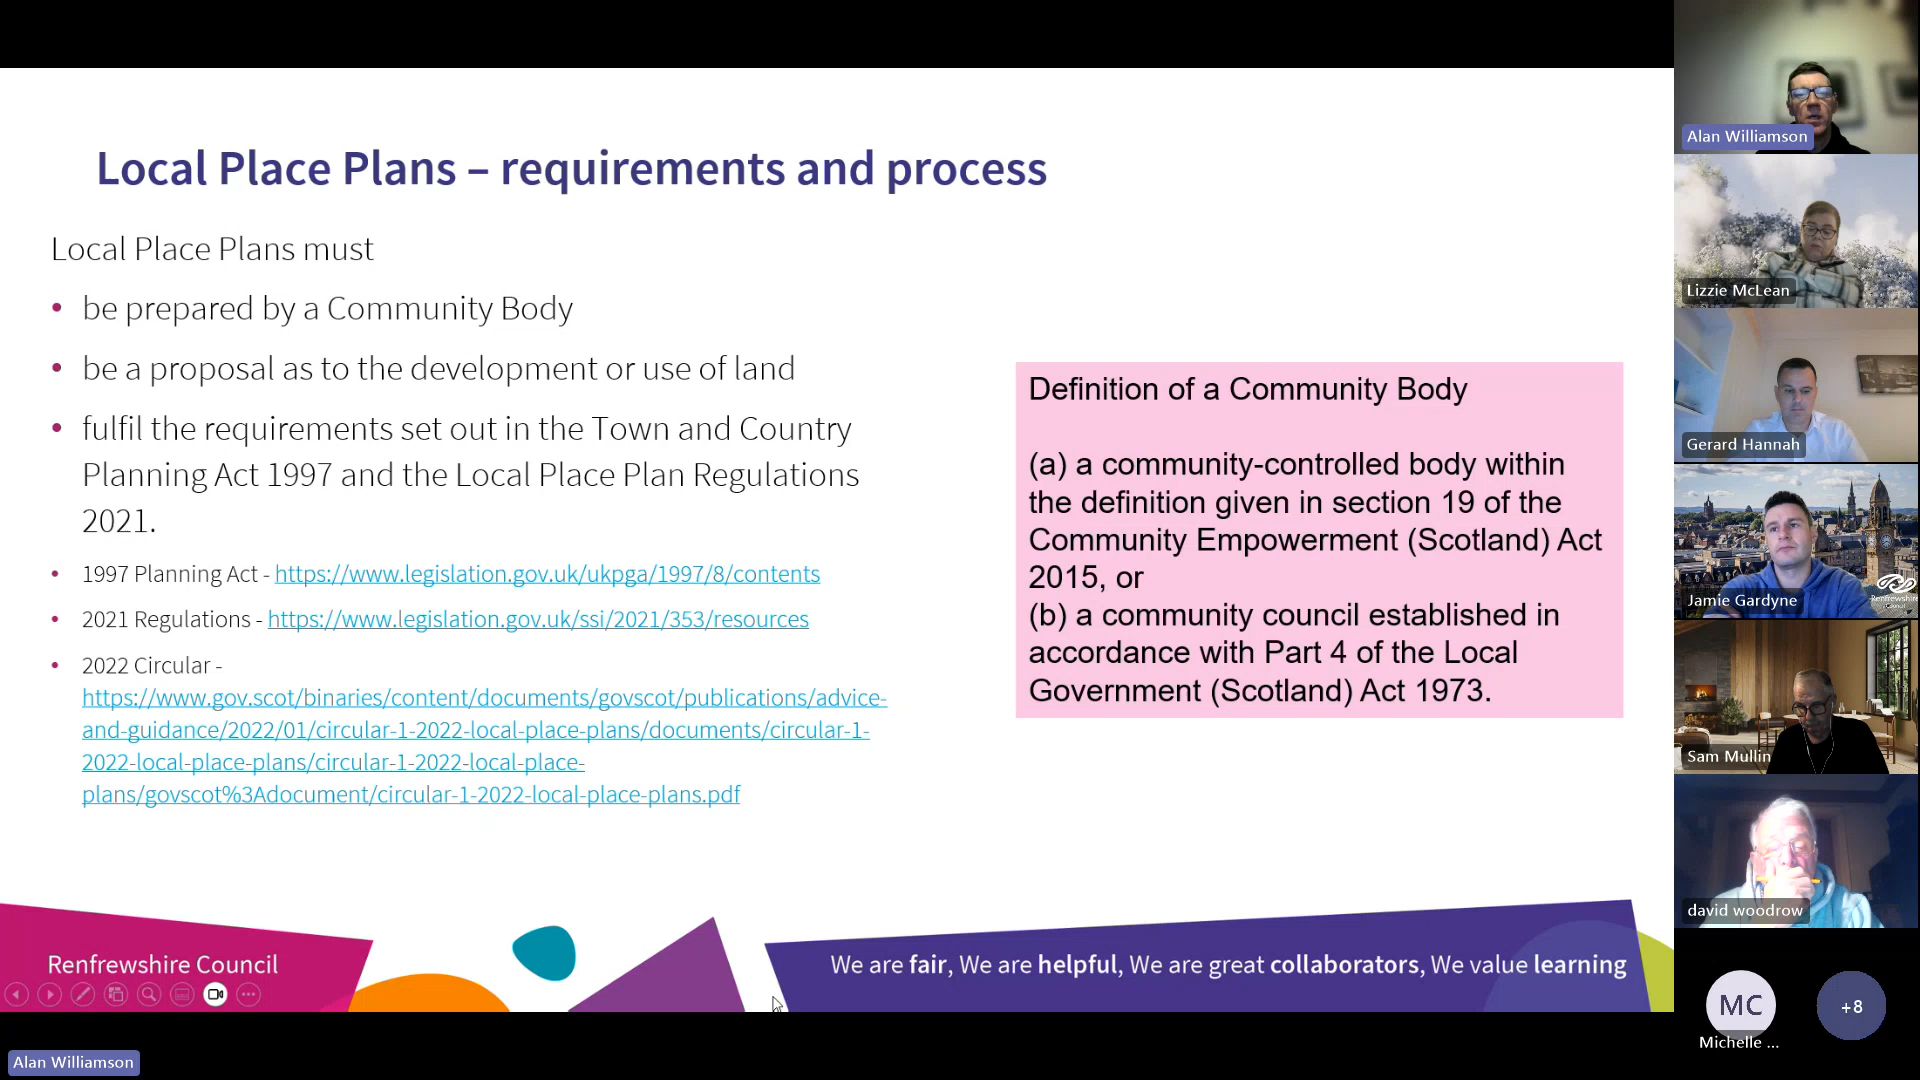 Local Place Plans – requirements and process
Local Place Plans must
• be prepared by a Community Body
• be a proposal as to the development or use of land
• fulfil the requirements set out in the Town and Country
Planning Act 1997 and the Local Place Plan Regulations
2021.
• 1997 Planning Act - https://www.legislation.gov.uk/ukpga/1997/8/contents
• 2021 Regulations - https://www.legislation.gov.uk/ssi/2021/353/resources
• 2022 Circular -
https://www.gov.scot/binaries/content/documents/govscot/publications/advice-
and-guidance/2022/01/circular-1-2022-local-place-plans/documents/circular-1-
2022-local-place-plans/circular-1-2022-local-place-
plans/govscot%3Adocument/circular-1-2022-local-place-plans.pdf
Definition of a Community Body
(a) a community-controlled body within
the definition given in section 19 of the
Community Empowerment (Scotland) Act
2015, or
(b) a community council established in
accordance with Part 4 of the Local
Government (Scotland) Act 1973.
Renfrewshire Council
We are fair, We are helpful, We are great collaborators, We value learning
Alan Williamson
Alan Williamson
Lizzie McLean
Gerard Hannah
Jamie Gardyne
Renfrewshire
Council
Sam Mullin
david woodrow
MC
Michelle ...
+8